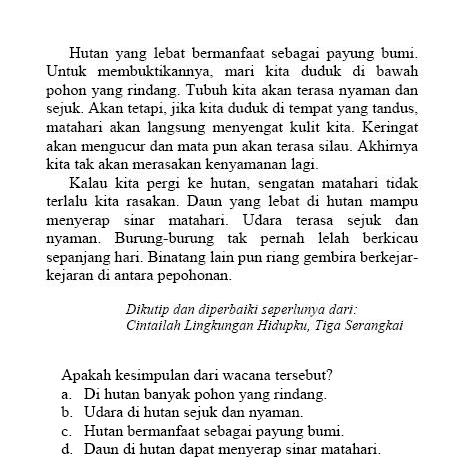 Hutan yang lebat bermanfaat sebagai payung bumi.
Untuk membuktikannya, mari kita duduk di bawah
pohon yang rindang. Tubuh kita akan terasa nyaman dan
sejuk. Akan tetapi, jika kita duduk di tempat yang tandus,
matahari akan langsung menyengat kulit kita. Keringat
akan mengucur dan mata pun akan terasa silau. Akhirnya
kita tak akan merasakan kenyamanan lagi.
Kalau kita pergi ke hutan, sengatan matahari tidak
terlalu kita rasakan. Daun yang lebat di hutan mampu
menyerap sinar matahari. Udara terasa sejuk dan
nyaman. Burung-burung tak pernah lelah berkicau
sepanjang hari. Binatang lain pun riang gembira berkejar-
kejaran di antara pepohonan.
Dikutip dan diperbaiki seperlunya dari:
Cintailah Lingkungan Hidupku, Tiga Serangkai
Apakah kesimpulan dari wacana tersebut?
a. Di hutan banyak pohon yang rindang.
b. Udara di hutan sejuk dan nyaman.
c. Hutan bermanfaat sebagai payung bumi.
d. Daun di hutan dapat menyerap sinar matahari.